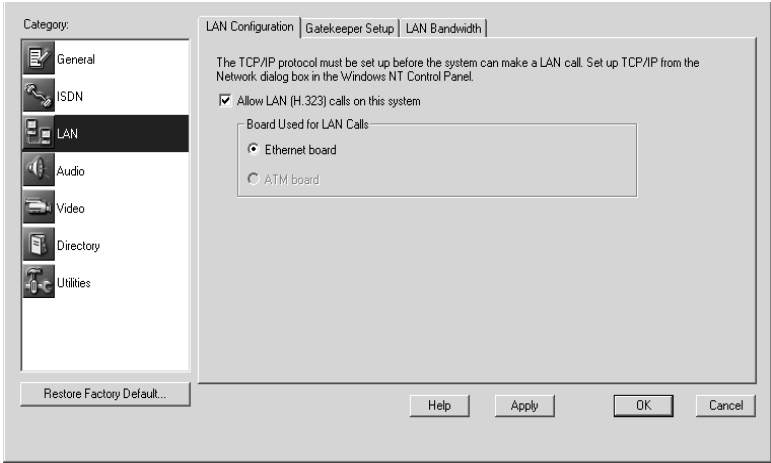 Category:
General
ISDN
LAN
Audio
Video
Directory
Utilities
Restore Factory Default...
LAN Configuration
Gatekeeper Setup
LAN Bandwidth
The TCP/IP protocol must be set up before the system can make a LAN call. Set up TCP/IP from the
Network dialog box in the Windows NT Control Panel.
Allow LAN (H.323) calls on this system
Board Used for LAN Calls
Ethernet board
ATM board
Help
Apply
OK
Cancel